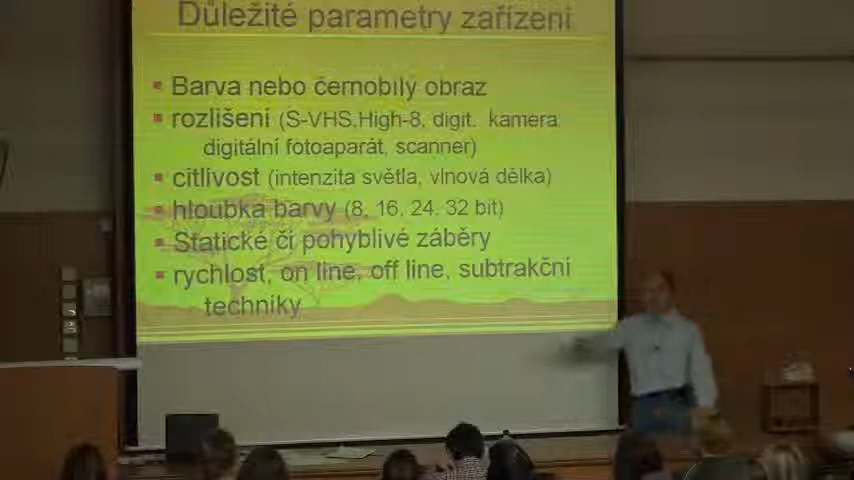 Důležité parametry zařízení
Barva nebo černobílý obraz
rozlišení (S-VHS,High-8, digit. kamera
digitální fotoaparát, scanner)
citlivost (intenzita světla, vlnová délka)
hloubka barvy (8, 16, 24, 32 bit)
Statické či pohyblivé záběry
rychlost, on line, off line, subtrakční
techniky